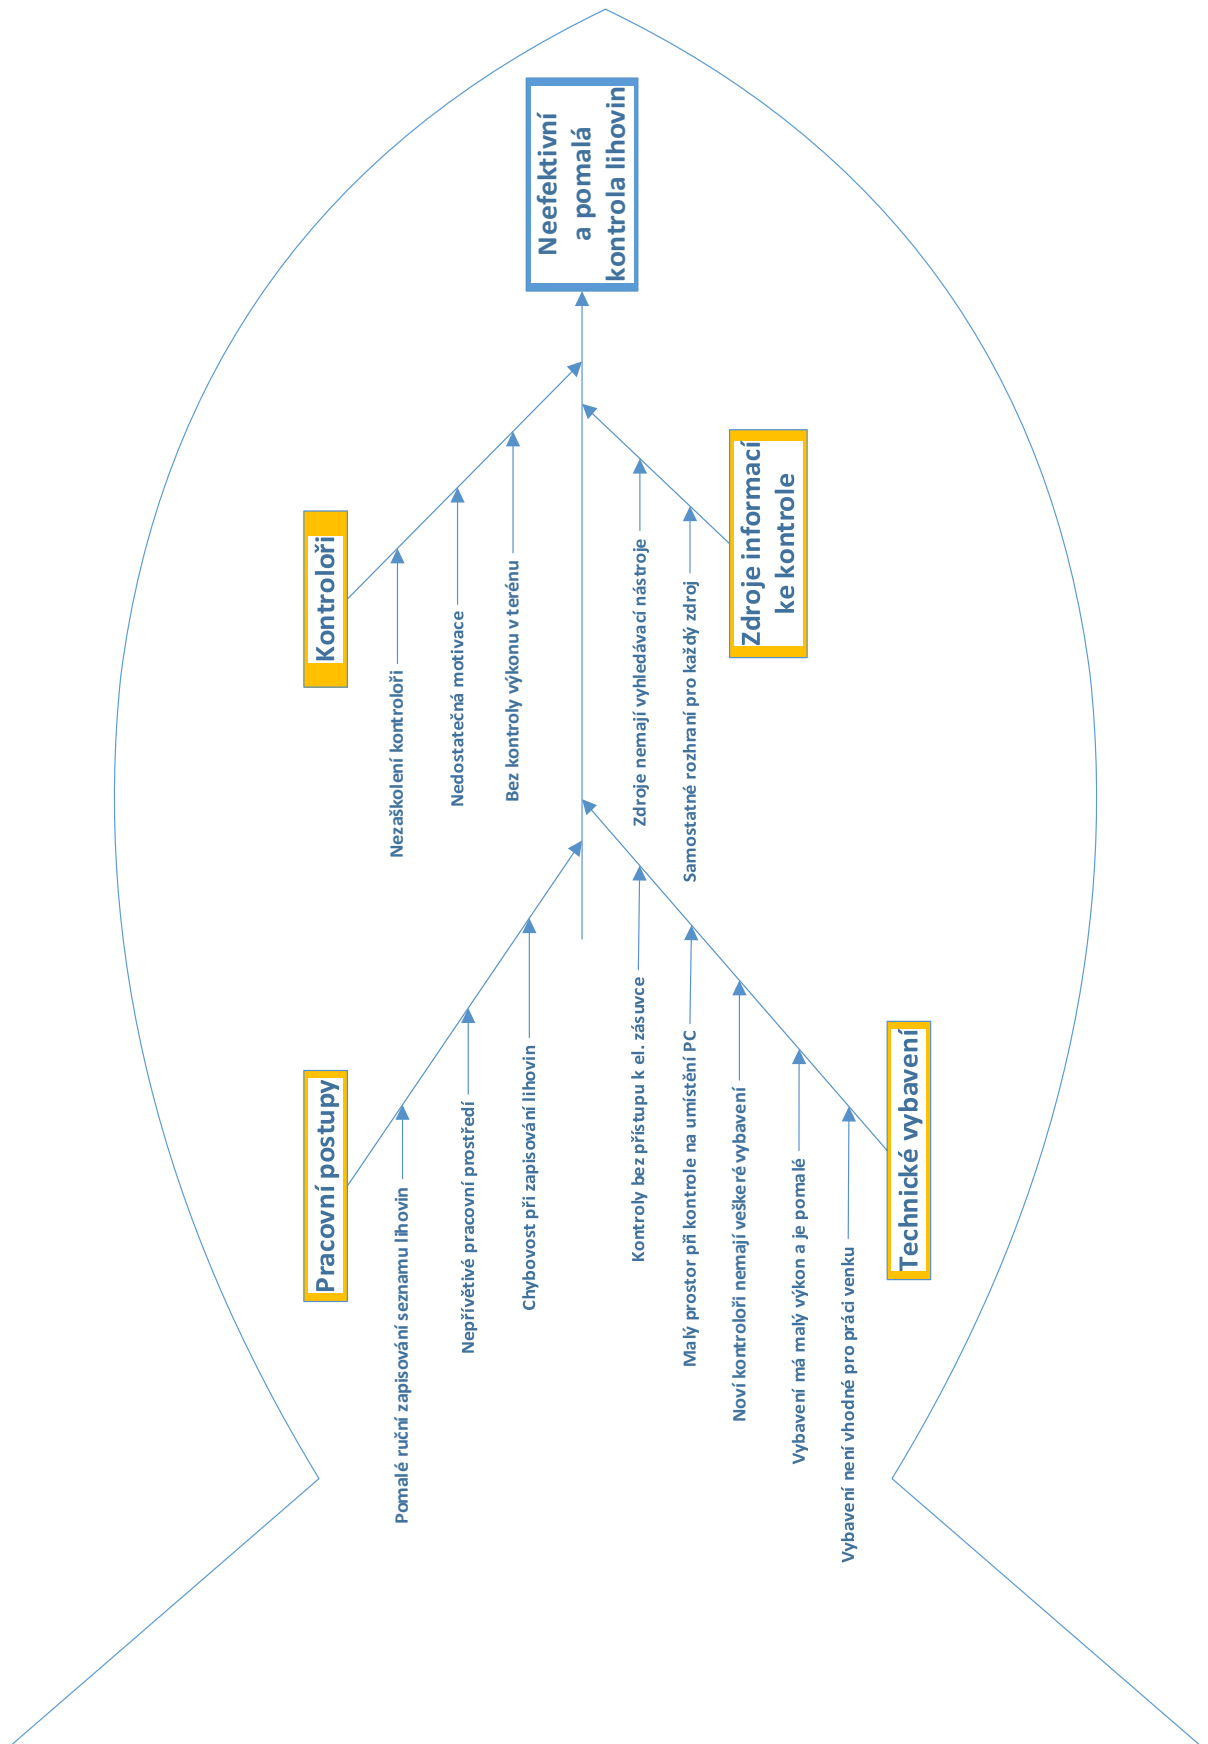 Neefektivní
a pomalá
kontrola lihovin
Kontroloři
Nezaškolení kontroloři
Nedostatečná motivace
Bez kontroly výkonu v terénu
Zdroje informací
ke kontrole
Zdroje nemají vyhledávací nástroje
Samostatné rozhraní pro každý zdroj
Pracovní postupy
Pomalé ruční zapisování seznamu lihovin
Nepřívětivé pracovní prostředí
Chybovost při zapisování lihovin
Technické vybavení
Kontroly bez přístupu k el. zásuvce
Malý prostor při kontrole na umístění PC
Noví kontroloři nemají veškeré vybavení
Vybavení má malý výkon a je pomalé
Vybavení není vhodné pro práci venku